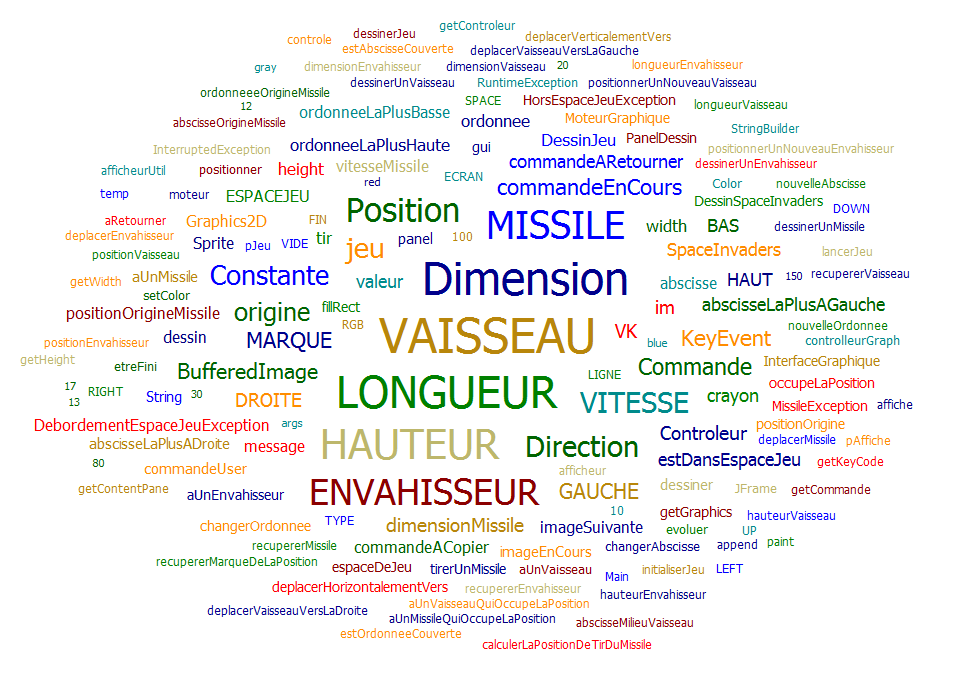 getControleur
dessinerJeu deplacerVerticalementVers
controle estAbscisseCouverte deplacerVaisseauVersLaGauche
gray dimensionEnvahisseur dimensionVaisseau 20 longueurEnvahisseur
dessinerUnVaisseau RuntimeException positionnerUnNouveauVaisseau
ordonneeeOrigineMissile SPACE HorsEspaceJeuException longueurVaisseau
12 ordonneeLaPlusBasse MoteurGraphique
abscisseOrigineMissile ordonnee StringBuilder
InterruptedException ordonneeLaPlusHaute gui DessinJeu PanelDessin positionnerUnNouveauEnvahisseur
afficheurUtil positionner height vitesseMissile ECRAN commandeARetourner dessinerUnEnvahisseur
temp moteur ESPACEJEU red commandeEnCours Color nouvelleAbscisse
DessinSpaceInvaders DOWN
aRetourner Graphics2D FIN Position MISSILE width BAS dessinerUnMissile
deplacerEnvahisseur Sprite pJeu VIDE tir jeu panel 100 SpaceInvaders lancerJeu
positionVaisseau
getWidth aUnMissile Constante valeur Dimension abscisse HAUT 150 recupererVaisseau
setColor
positionOrigineMissile origine fillRect im abscisseLaPlusAGauche
RGB VAISSEAU VK nouvelleOrdonnee
positionEnvahisseur dessin MARQUE blue KeyEvent controlleurGraph
getHeight etreFini BufferedImage LIGNE Commande InterfaceGraphique
17 RIGHT occupeLaPosition
13 String 30 DROITE LONGUEUR VITESSE crayon MissileException affiche
DebordementEspaceJeuException args positionOrigine
abscisseLaPlusADroite message HAUTEUR Direction Controleur deplacerMissile pAffiche
80 commandeUser afficheur estDansEspaceJeu getKeyCode
getContentPane aUnEnvahisseur ENVAHISSEUR GAUCHE dessiner JFrame getCommande
10 getGraphics hauteurVaisseau
changerOrdonnee TYPE dimensionMissile imageSuivante evoluer UP
recupererMissile commandeACopier imageEnCours changerAbscisse append paint
recupererMarqueDeLaPosition espaceDeJeu tirerUnMissile aUnVaisseau Main initialiserJeu LEFT
deplacerHorizontalementVers recupererEnvahisseur hauteurEnvahisseur
deplacerVaisseauVersLaDroite aUnVaisseauQuiOccupeLaPosition
aUnMissileQuiOccupeLaPosition abscisseMilieuVaisseau
estOrdonneeCouverte
calculerLaPositionDeTirDuMissile